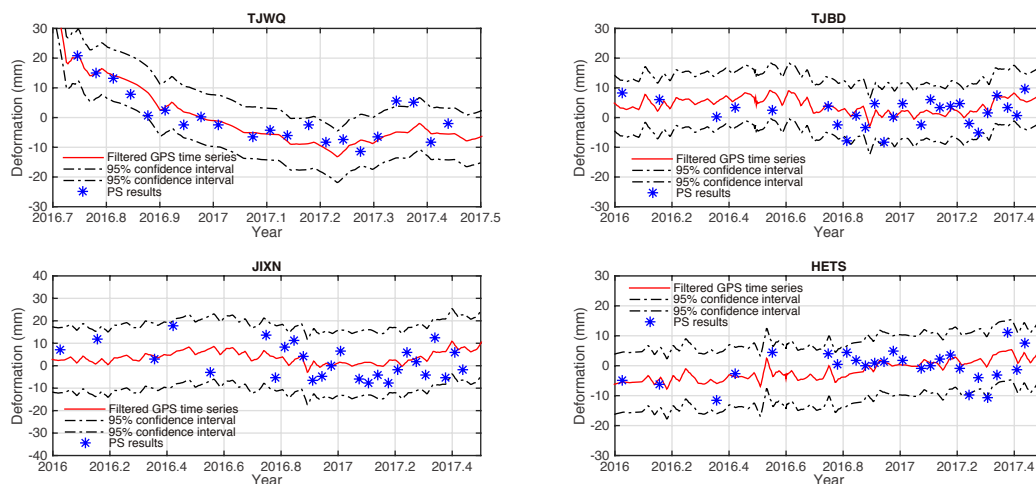 TJWQ
30
20
10
0
-10
-20
-30
Deformation (mm)
Filtered GPS time series
95% confidence interval
95% confidence interval
PS results
2016.7 2016.8 2016.9 2017 2017.1 2017.2 2017.3 2017.4 2017.5
Year
TJBD
30
20
10
0
-10
-20
-30
Deformation (mm)
Filtered GPS time series
95% confidence interval
95% confidence interval
PS results
2016 2016.2 2016.4 2016.6 2016.8 2017 2017.2 2017.4
Year
JIXN
40
30
20
10
0
-10
-20
-30
-40
Deformation (mm)
Filtered GPS time series
95% confidence interval
95% confidence interval
PS results
2016 2016.2 2016.4 2016.6 2016.8 2017 2017.2 2017.4
Year
HETS
30
20
10
0
-10
-20
-30
Deformation (mm)
Filtered GPS time series
95% confidence interval
95% confidence interval
PS results
2016 2016.2 2016.4 2016.6 2016.8 2017 2017.2 2017.4
Year